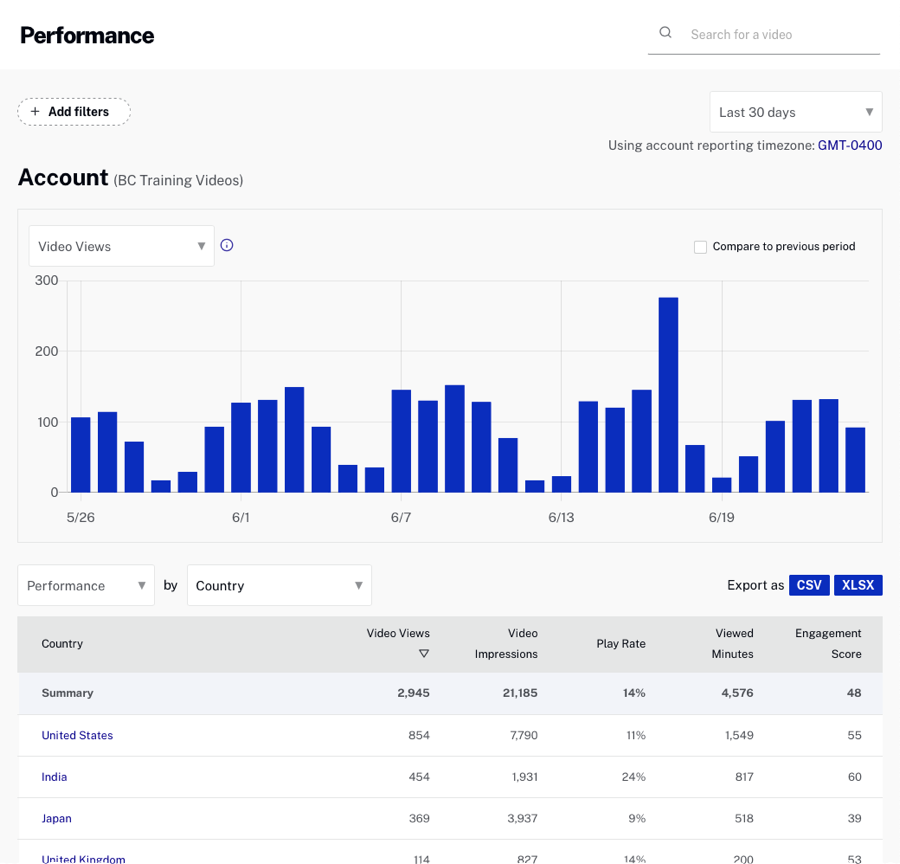 Performance
Search for a video
+ Add filters
Last 30 days
Using account reporting timezone: GMT-0400
Account (BC Training Videos)
Video Views
Compare to previous period
300
200
100
0
5/26 6/1 6/7 6/13 6/19
Performance by Country
Export as CSV XLSX
Country Video Views Video Impressions Play Rate Viewed Minutes Engagement Score
Summary 2,945 21,185 14% 4,576 48
United States 854 7,790 11% 1,549 55
India 454 1,931 24% 817 60
Japan 369 3,937 9% 518 39
United Kingdom 114 827 14% 200 53